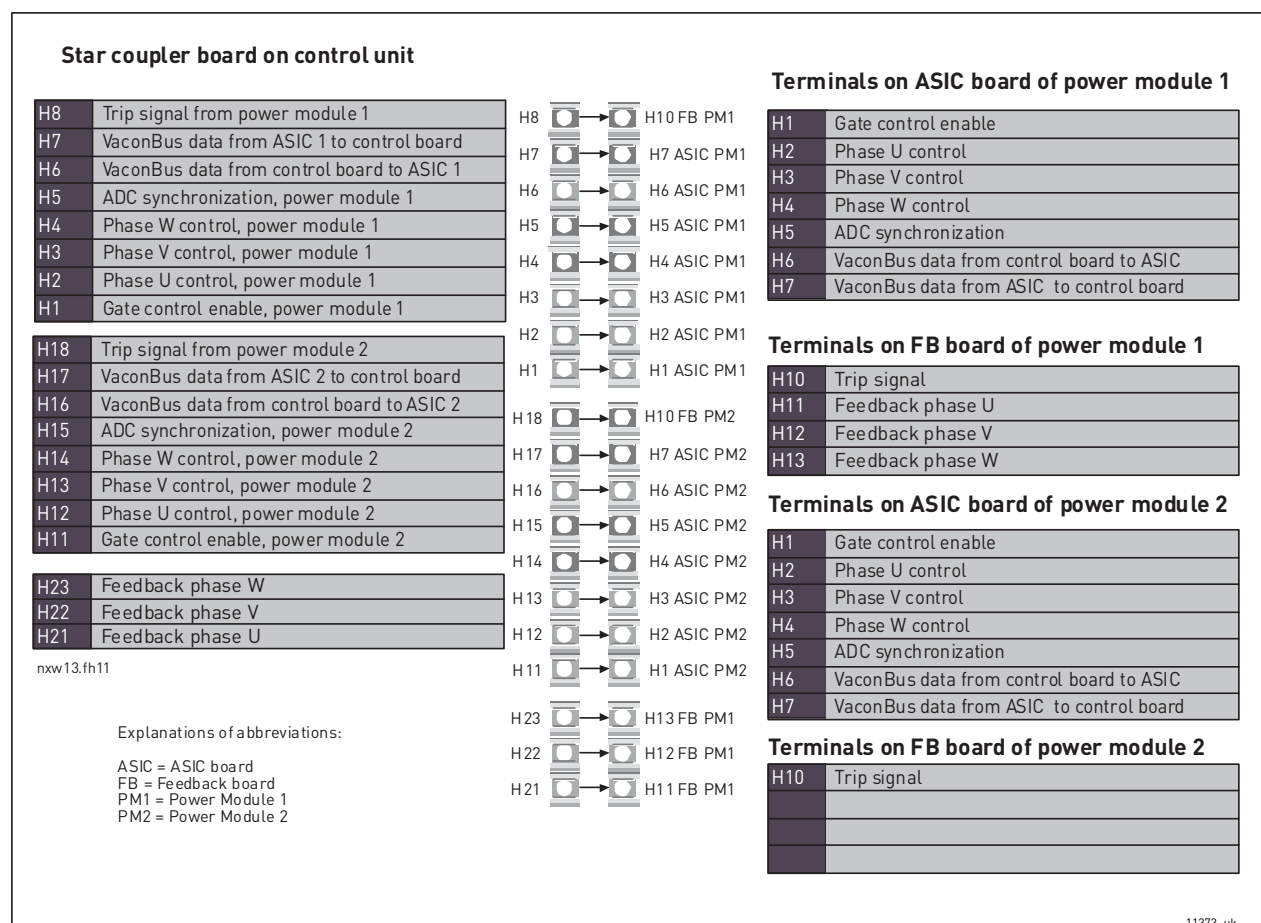 Star coupler board on control unit
H8 Trip signal from power module 1
H7 VaconBus data from ASIC 1 to control board
H6 VaconBus data from control board to ASIC 1
H5 ADC synchronization, power module 1
H4 Phase W control, power module 1
H3 Phase V control, power module 1
H2 Phase U control, power module 1
H1 Gate control enable, power module 1
H18 Trip signal from power module 2
H17 VaconBus data from ASIC 2 to control board
H16 VaconBus data from control board to ASIC 2
H15 ADC synchronization, power module 2
H14 Phase W control, power module 2
H13 Phase V control, power module 2
H12 Phase U control, power module 2
H11 Gate control enable, power module 2
H23 Feedback phase W
H22 Feedback phase V
H21 Feedback phase U
nxw13.fh11
Explanations of abbreviations:
ASIC = ASIC board
FB = Feedback board
PM1 = Power Module 1
PM2 = Power Module 2
H8 H10 FB PM1
H7 H7 ASIC PM1
H6 H6 ASIC PM1
H5 H5 ASIC PM1
H4 H4 ASIC PM1
H3 H3 ASIC PM1
H2 H2 ASIC PM1
H1 H1 ASIC PM1
H18 H10 FB PM2
H17 H7 ASIC PM2
H16 H6 ASIC PM2
H15 H5 ASIC PM2
H14 H4 ASIC PM2
H13 H3 ASIC PM2
H12 H2 ASIC PM2
H11 H1 ASIC PM2
H23 H13 FB PM1
H22 H12 FB PM1
H21 H11 FB PM1
Terminals on ASIC board of power module 1
H1 Gate control enable
H2 Phase U control
H3 Phase V control
H4 Phase W control
H5 ADC synchronization
H6 VaconBus data from control board to ASIC
H7 VaconBus data from ASIC to control board
Terminals on FB board of power module 1
H10 Trip signal
H11 Feedback phase U
H12 Feedback phase V
H13 Feedback phase W
Terminals on ASIC board of power module 2
H1 Gate control enable
H2 Phase U control
H3 Phase V control
H4 Phase W control
H5 ADC synchronization
H6 VaconBus data from control board to ASIC
H7 VaconBus data from ASIC to control board
Terminals on FB board of power module 2
H10 Trip signal
11373_uk